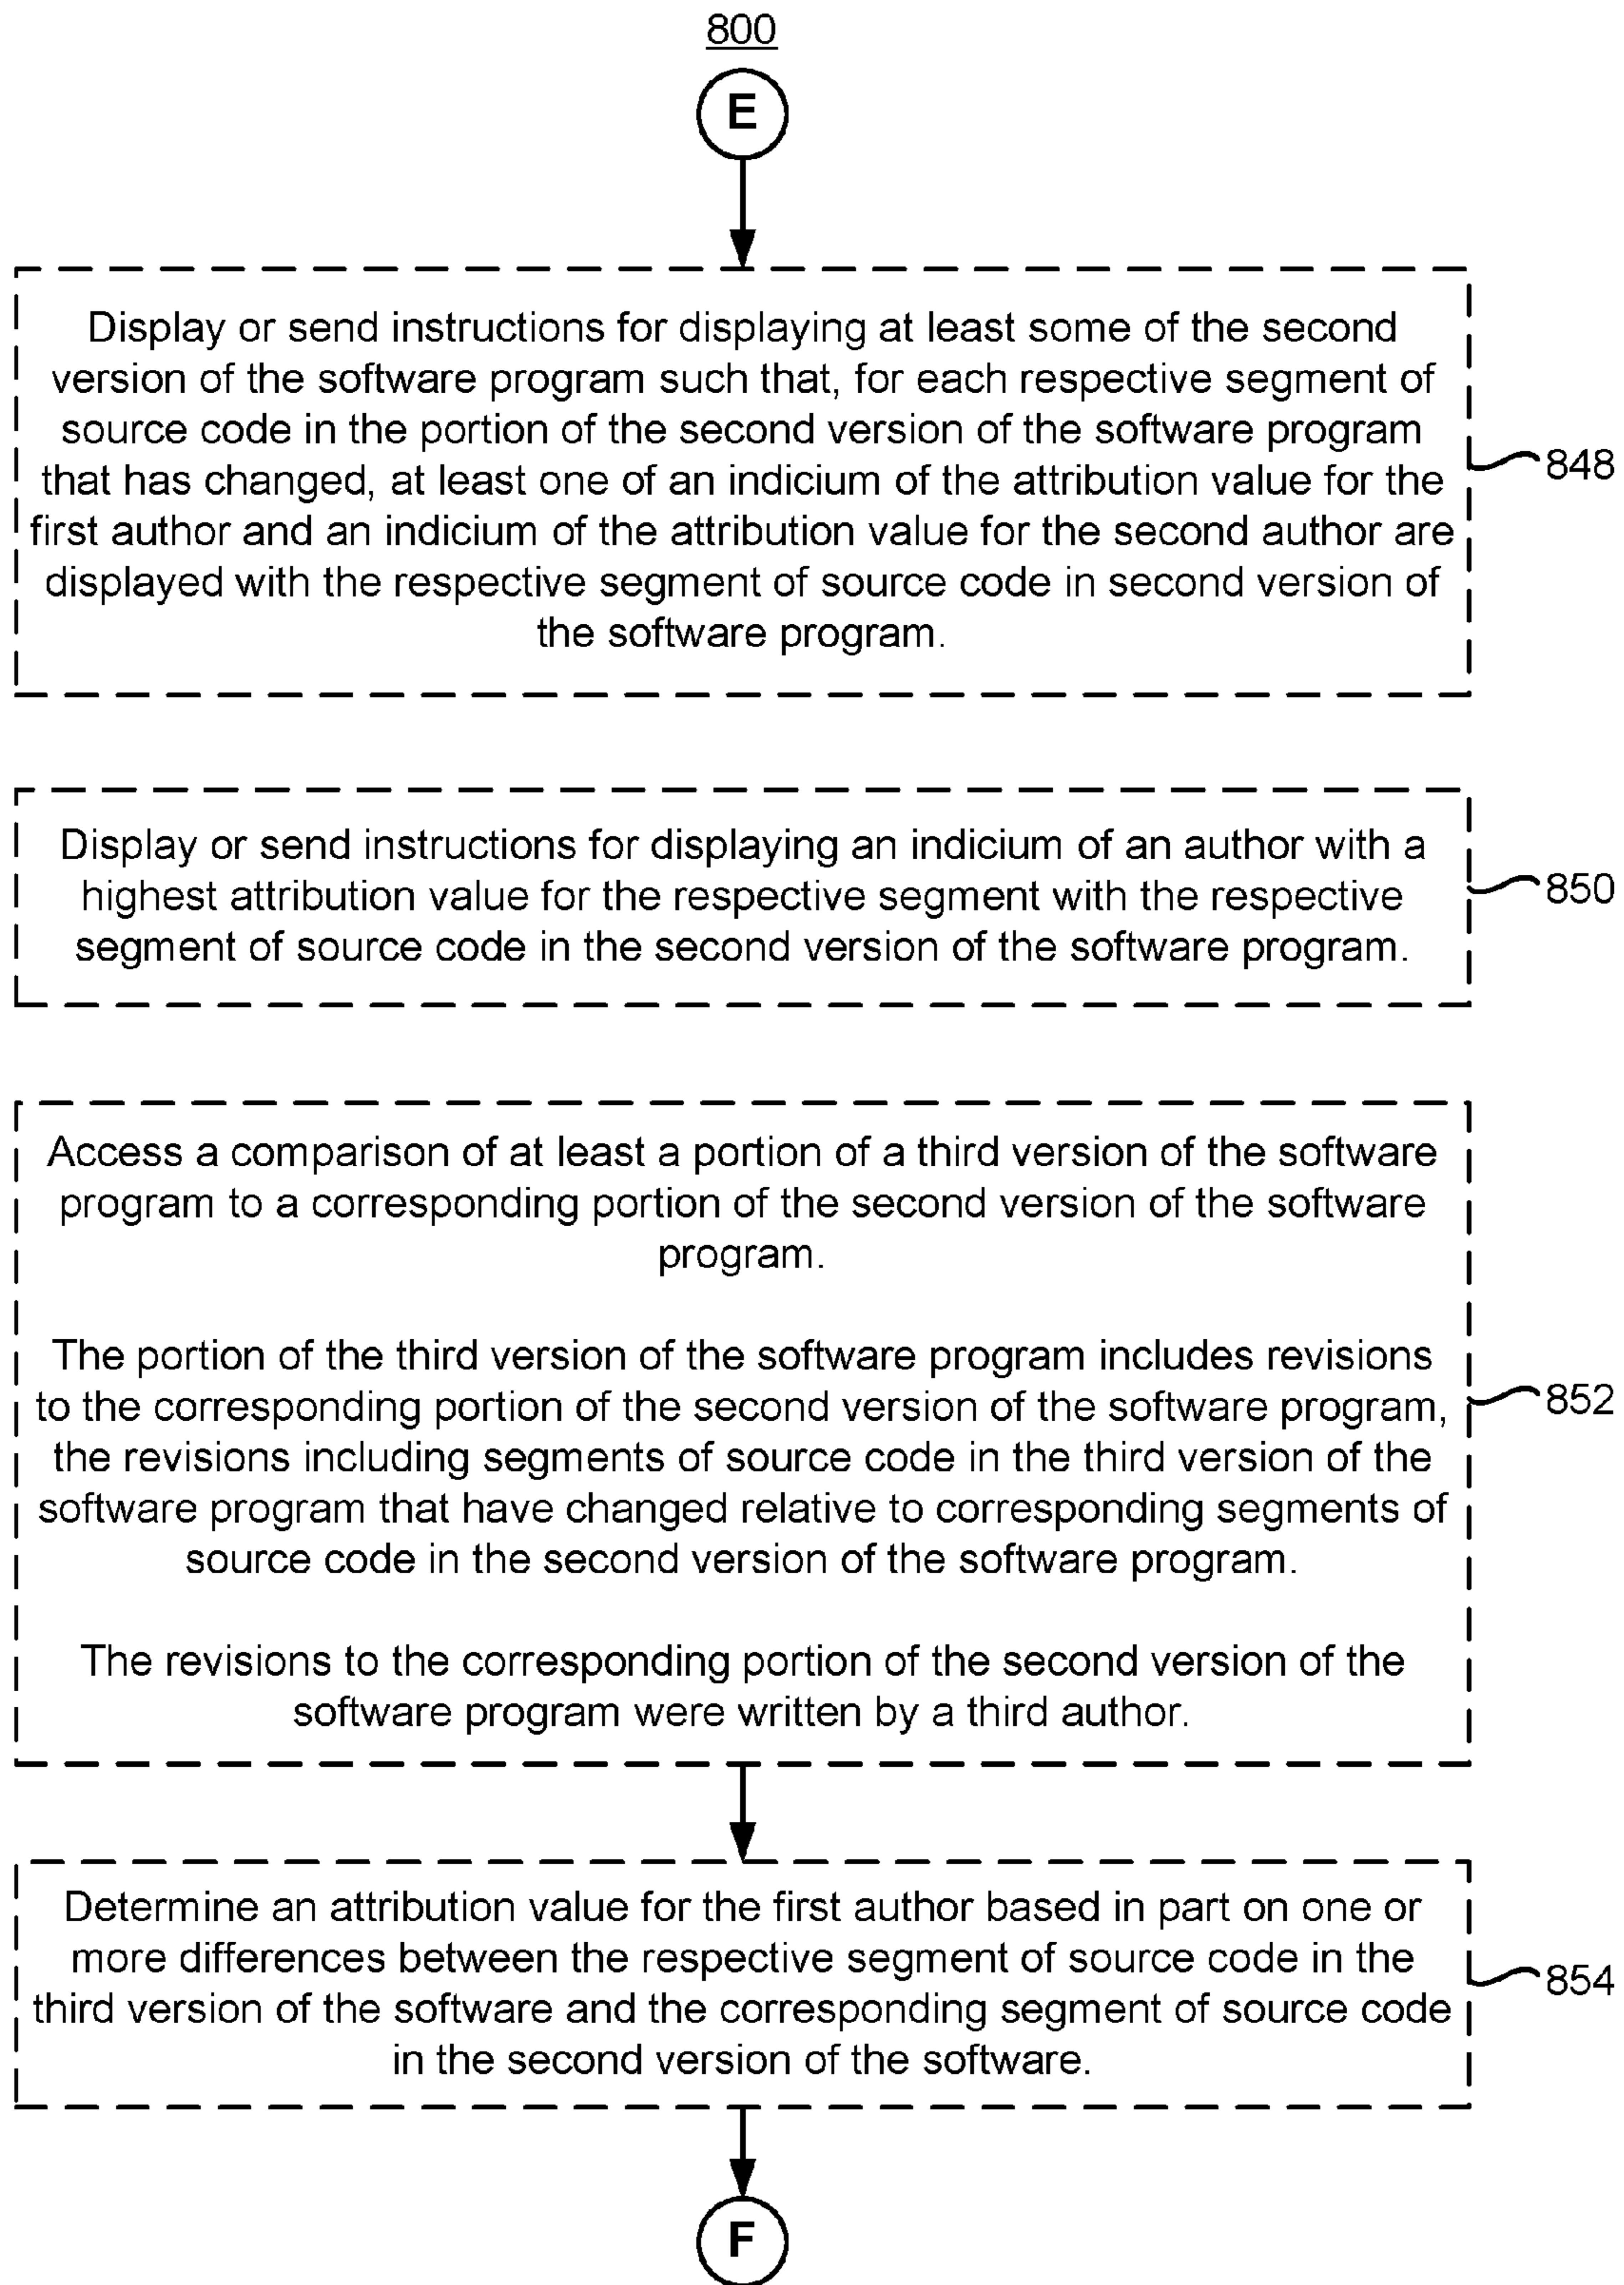 800
E
Display or send instructions for displaying at least some of the second
version of the software program such that, for each respective segment of
source code in the portion of the second version of the software program
that has changed, at least one of an indicium of the attribution value for the
first author and an indicium of the attribution value for the second author are
displayed with the respective segment of source code in second version of
the software program.
848
Display or send instructions for displaying an indicium of an author with a
highest attribution value for the respective segment with the respective
segment of source code in the second version of the software program.
850
Access a comparison of at least a portion of a third version of the software
program to a corresponding portion of the second version of the software
program.
The portion of the third version of the software program includes revisions
to the corresponding portion of the second version of the software program,
the revisions including segments of source code in the third version of the
software program that have changed relative to corresponding segments of
source code in the second version of the software program.
The revisions to the corresponding portion of the second version of the
software program were written by a third author.
852
Determine an attribution value for the first author based in part on one or
more differences between the respective segment of source code in the
third version of the software and the corresponding segment of source code
in the second version of the software.
854
F